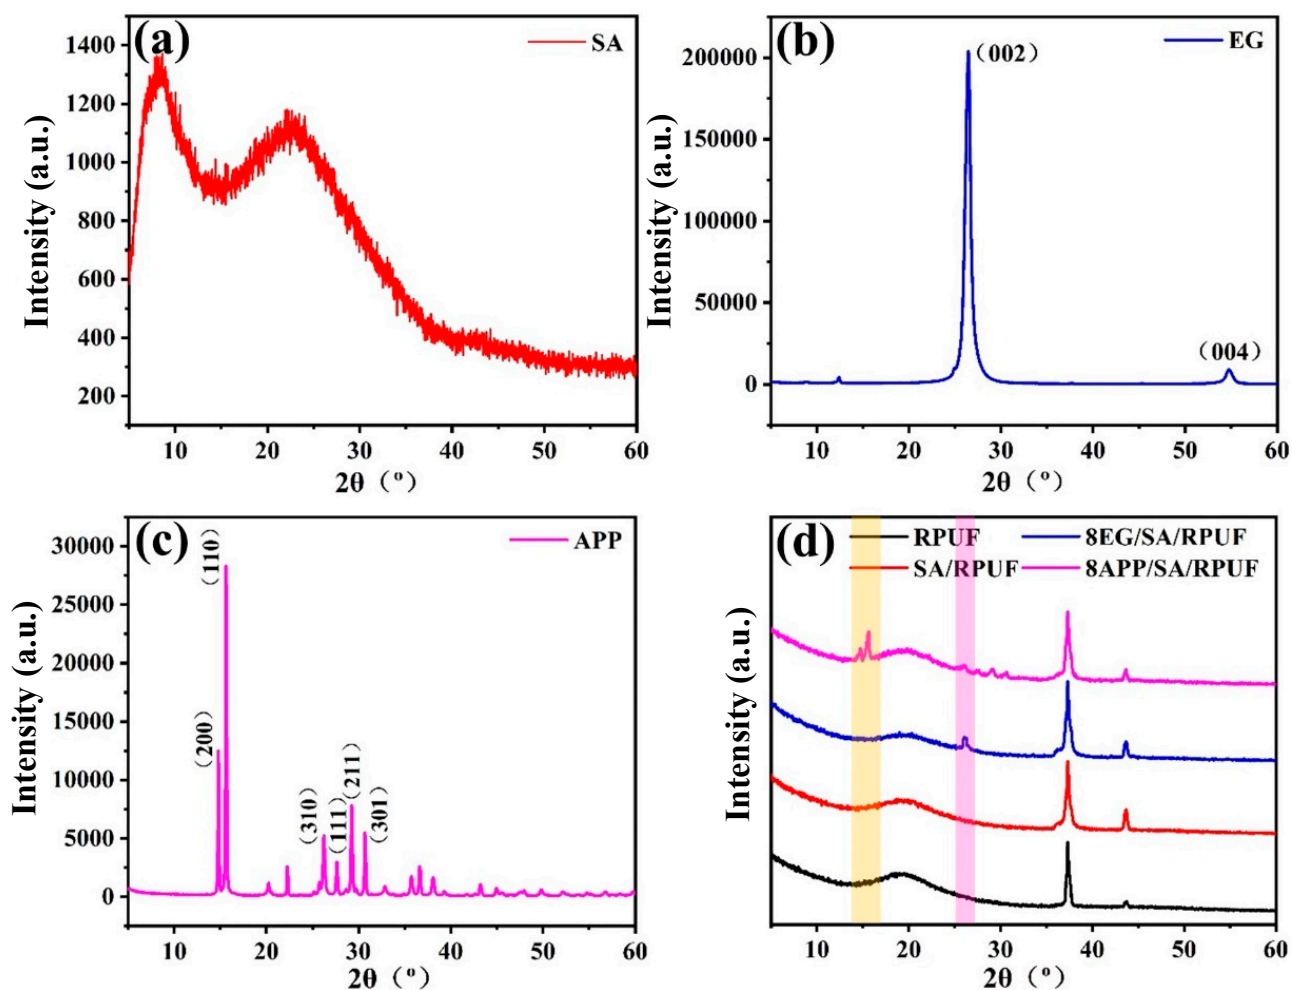 (a)
SA
1400
1200
1000
800
600
400
200
Intensity (a.u.)
10 20 30 40 50 60
2θ（°）
(b)
EG
（002）
（004）
200000
150000
100000
50000
0
Intensity (a.u.)
10 20 30 40 50 60
2θ（°）
(c)
APP
（110）
（200）
（310）
（111）
（211）
（301）
30000
25000
20000
15000
10000
5000
0
Intensity (a.u.)
10 20 30 40 50 60
2θ（°）
(d)
RPUF 8EG/SA/RPUF
SA/RPUF 8APP/SA/RPUF
Intensity (a.u.)
10 20 30 40 50 60
2θ（°）